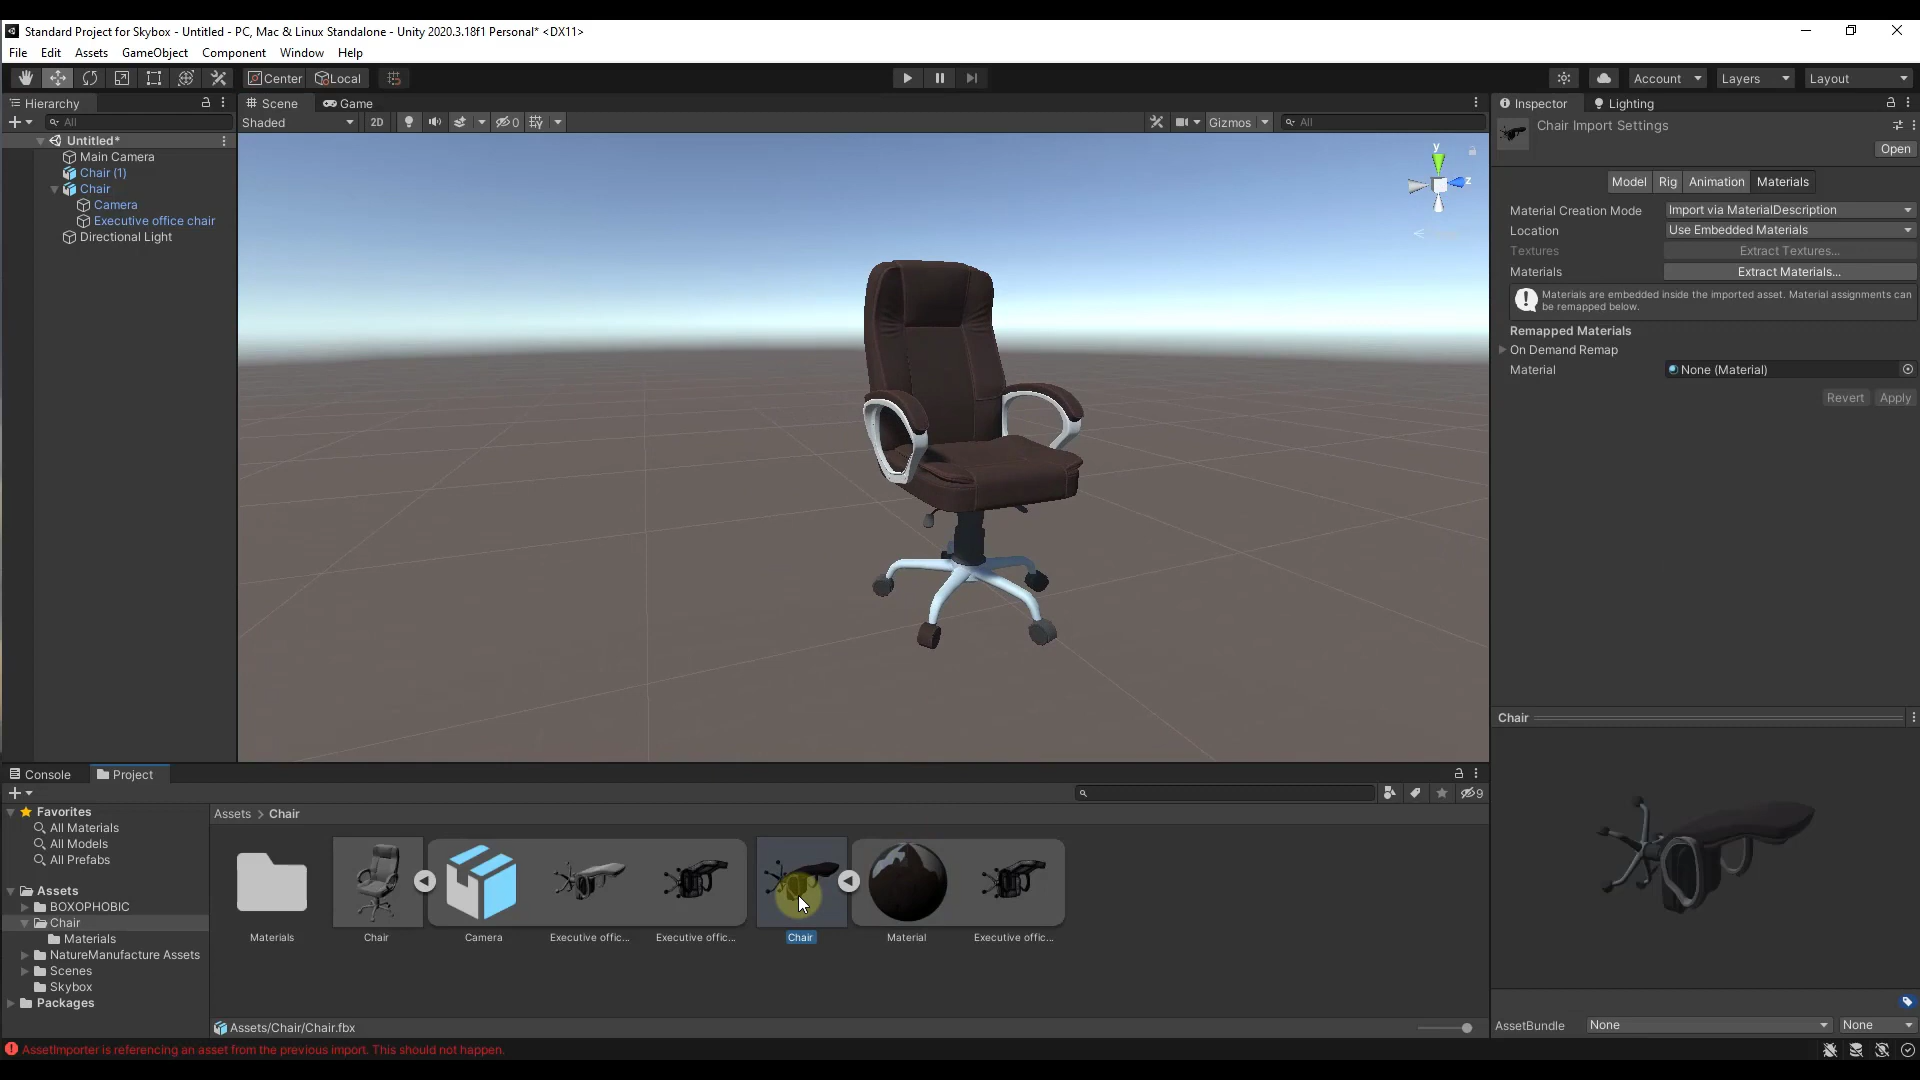 Standard Project for Skybox - Untitled - PC, Mac & Linux Standalone - Unity 2020.3.18f1 Personal* <DX11>
File Edit Assets GameObject Component Window Help
Center Local Account Layers Layout
Hierarchy
All
Untitled*
Main Camera
Chair (1)
Chair
Camera
Executive office chair
Directional Light
Scene Game
Shaded 2D 0 Gizmos All
y
z
Inspector Lighting
Chair Import Settings
Open
Model Rig Animation Materials
Material Creation Mode Import via MaterialDescription
Location Use Embedded Materials
Textures Extract Textures...
Materials Extract Materials...
Materials are embedded inside the imported asset. Material assignments can
be remapped below.
Remapped Materials
On Demand Remap
Material None (Material)
Revert Apply
Chair
Console Project
9
Favorites
All Materials
All Models
All Prefabs
Assets
BOXOPHOBIC
Chair
Materials
NatureManufacture Assets
Scenes
Skybox
Packages
Assets > Chair
Materials Chair Camera Executive offic... Executive offic... Chair Material Executive offic...
Assets/Chair/Chair.fbx
AssetBundle None None
AssetImporter is referencing an asset from the previous import. This should not happen.